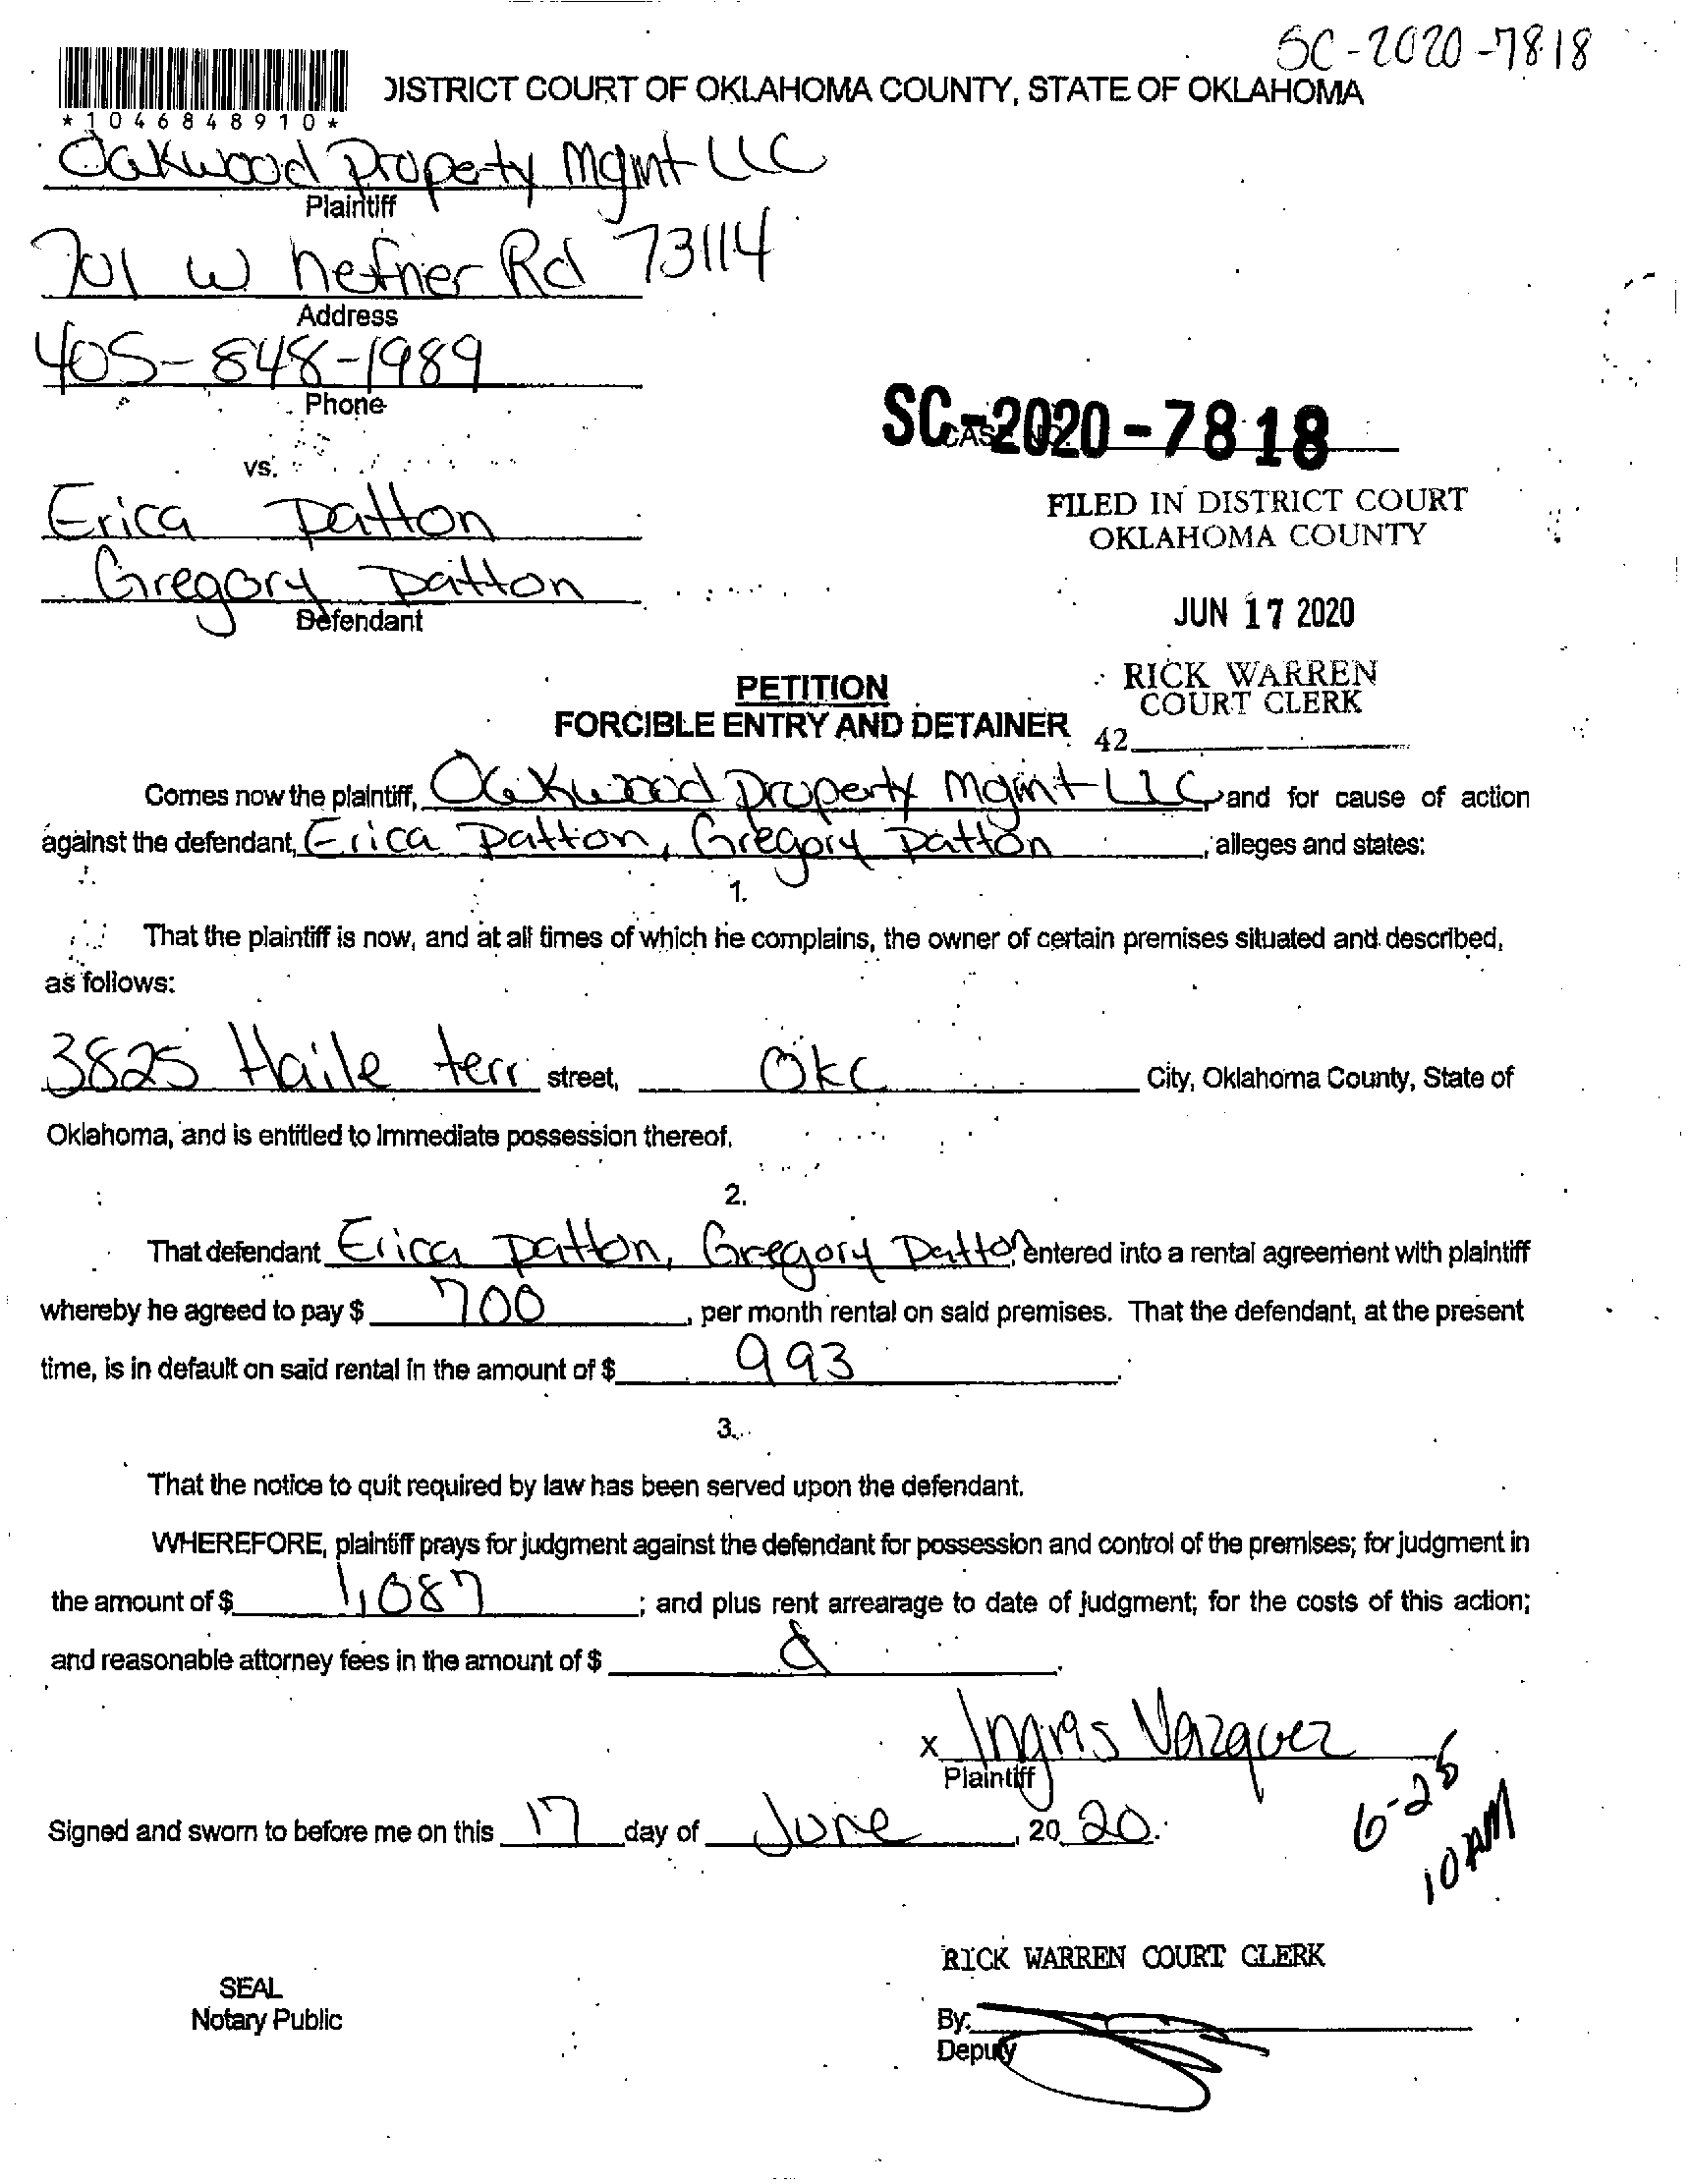 SC-2020-7818
DISTRICT COURT OF OKLAHOMA COUNTY, STATE OF OKLAHOMA
*1046848910*
Oakwood Property Mgmt LLC
Plaintiff
701 W hefner Rd 73114
Address
405-848-1989
Phone
SC-2020-7818
CASE NO.
vs.
FILED IN DISTRICT COURT
OKLAHOMA COUNTY
Erica Patton
Gregory Patton
Defendant
JUN 17 2020
RICK WARREN
COURT CLERK
42
PETITION
FORCIBLE ENTRY AND DETAINER
Comes now the plaintiff, Oakwood Property Mgmt LLC, and for cause of action
against the defendant, Erica Patton, Gregory Patton, alleges and states:
1.
That the plaintiff is now, and at all times of which he complains, the owner of certain premises situated and described,
as follows:
3825 Haile terr street, Okc City, Oklahoma County, State of
Oklahoma, and is entitled to immediate possession thereof.
2.
That defendant Erica Patton, Gregory Patton, entered into a rental agreement with plaintiff
whereby he agreed to pay $ 700, per month rental on said premises. That the defendant, at the present
time, is in default on said rental in the amount of $ 993.
3.
That the notice to quit required by law has been served upon the defendant.
WHEREFORE, plaintiff prays for judgment against the defendant for possession and control of the premises; for judgment in
the amount of $ 1,087; and plus rent arrearage to date of judgment; for the costs of this action;
and reasonable attorney fees in the amount of $
x Ingris Vazquez
Plaintiff
Signed and sworn to before me on this 17 day of June, 20 20.
10 AM
RICK WARREN COURT CLERK
SEAL
Notary Public
By:
Deputy